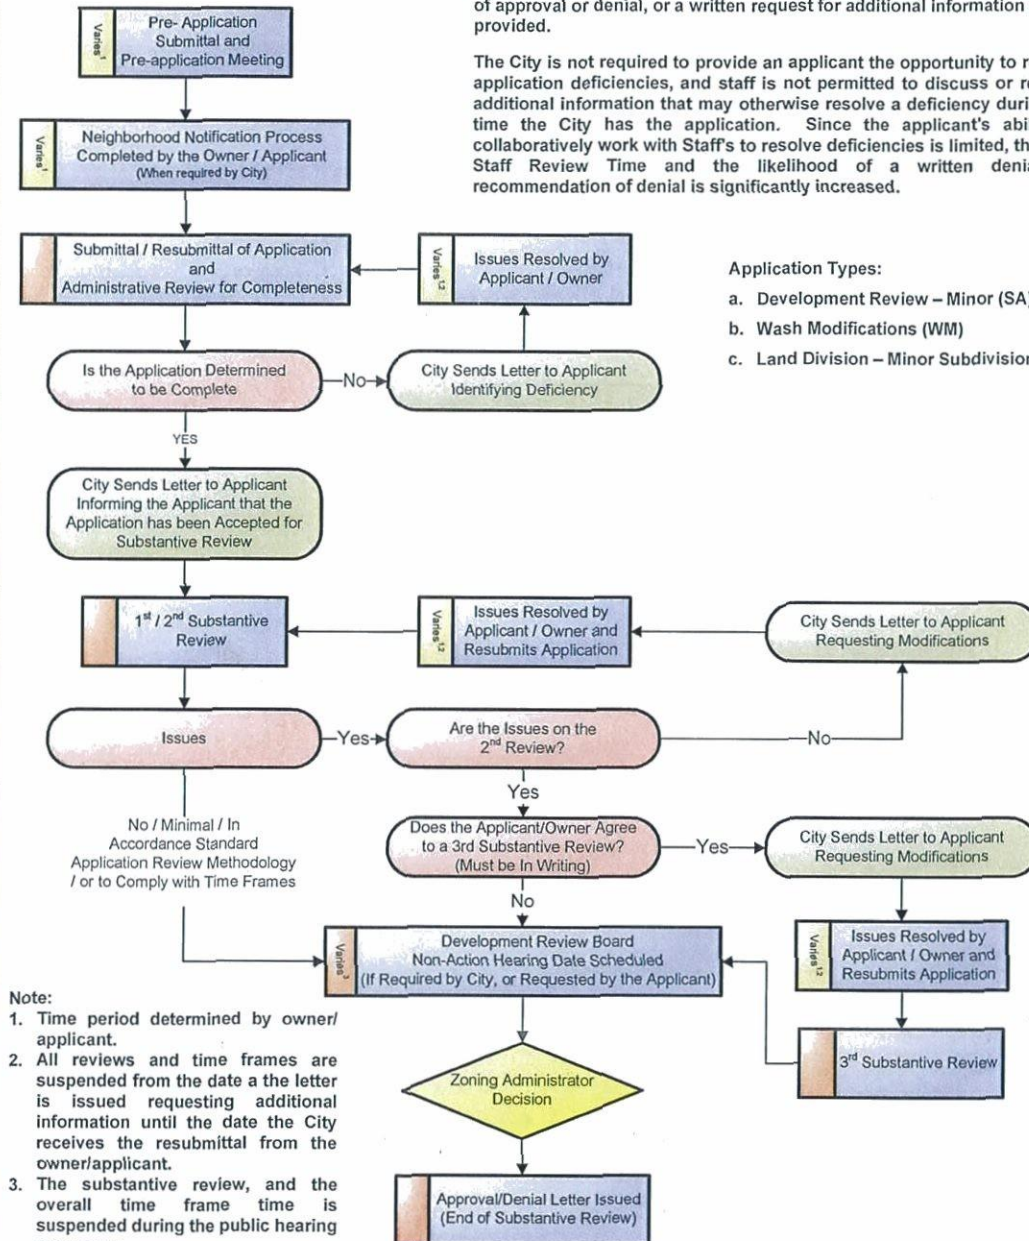 of approval or denial, or a written request for additional information
provided.
The City is not required to provide an applicant the opportunity to
application deficiencies, and staff is not permitted to discuss or
additional information that may otherwise resolve a deficiency
time the City has the application. Since the applicant's
collaboratively work with Staff's to resolve deficiencies is limited,
Staff Review Time and the likelihood of a written
recommendation of denial is significantly increased.
Varies1
Pre- Application
Submittal and
Pre-application Meeting
Varies1
Neighborhood Notification Process
Completed by the Owner / Applicant
(When required by City)
Submittal / Resubmittal of Application
and
Administrative Review for Completeness
Varies1,2
Issues Resolved by
Applicant / Owner
Application Types:
a. Development Review – Minor (SA)
b. Wash Modifications (WM)
c. Land Division – Minor Subdivision
Is the Application Determined
to be Complete
No
City Sends Letter to Applicant
Identifying Deficiency
YES
City Sends Letter to Applicant
Informing the Applicant that the
Application has been Accepted for
Substantive Review
1st / 2nd Substantive
Review
Varies1,2
Issues Resolved by
Applicant / Owner and
Resubmits Application
City Sends Letter to Applicant
Requesting Modifications
Issues
Yes
Are the Issues on the
2nd Review?
No
Yes
No / Minimal / In
Accordance Standard
Application Review Methodology
/ or to Comply with Time Frames
Does the Applicant/Owner Agree
to a 3rd Substantive Review?
(Must be In Writing)
Yes
City Sends Letter to Applicant
Requesting Modifications
No
Varies3
Development Review Board
Non-Action Hearing Date Scheduled
(If Required by City, or Requested by the Applicant)
Varies1,2
Issues Resolved by
Applicant / Owner and
Resubmits Application
3rd Substantive Review
Zoning Administrator
Decision
Approval/Denial Letter Issued
(End of Substantive Review)
Note:
1. Time period determined by owner/
applicant.
2. All reviews and time frames are
suspended from the date a the letter
is issued requesting additional
information until the date the City
receives the resubmittal from the
owner/applicant.
3. The substantive review, and the
overall time frame time is
suspended during the public hearing